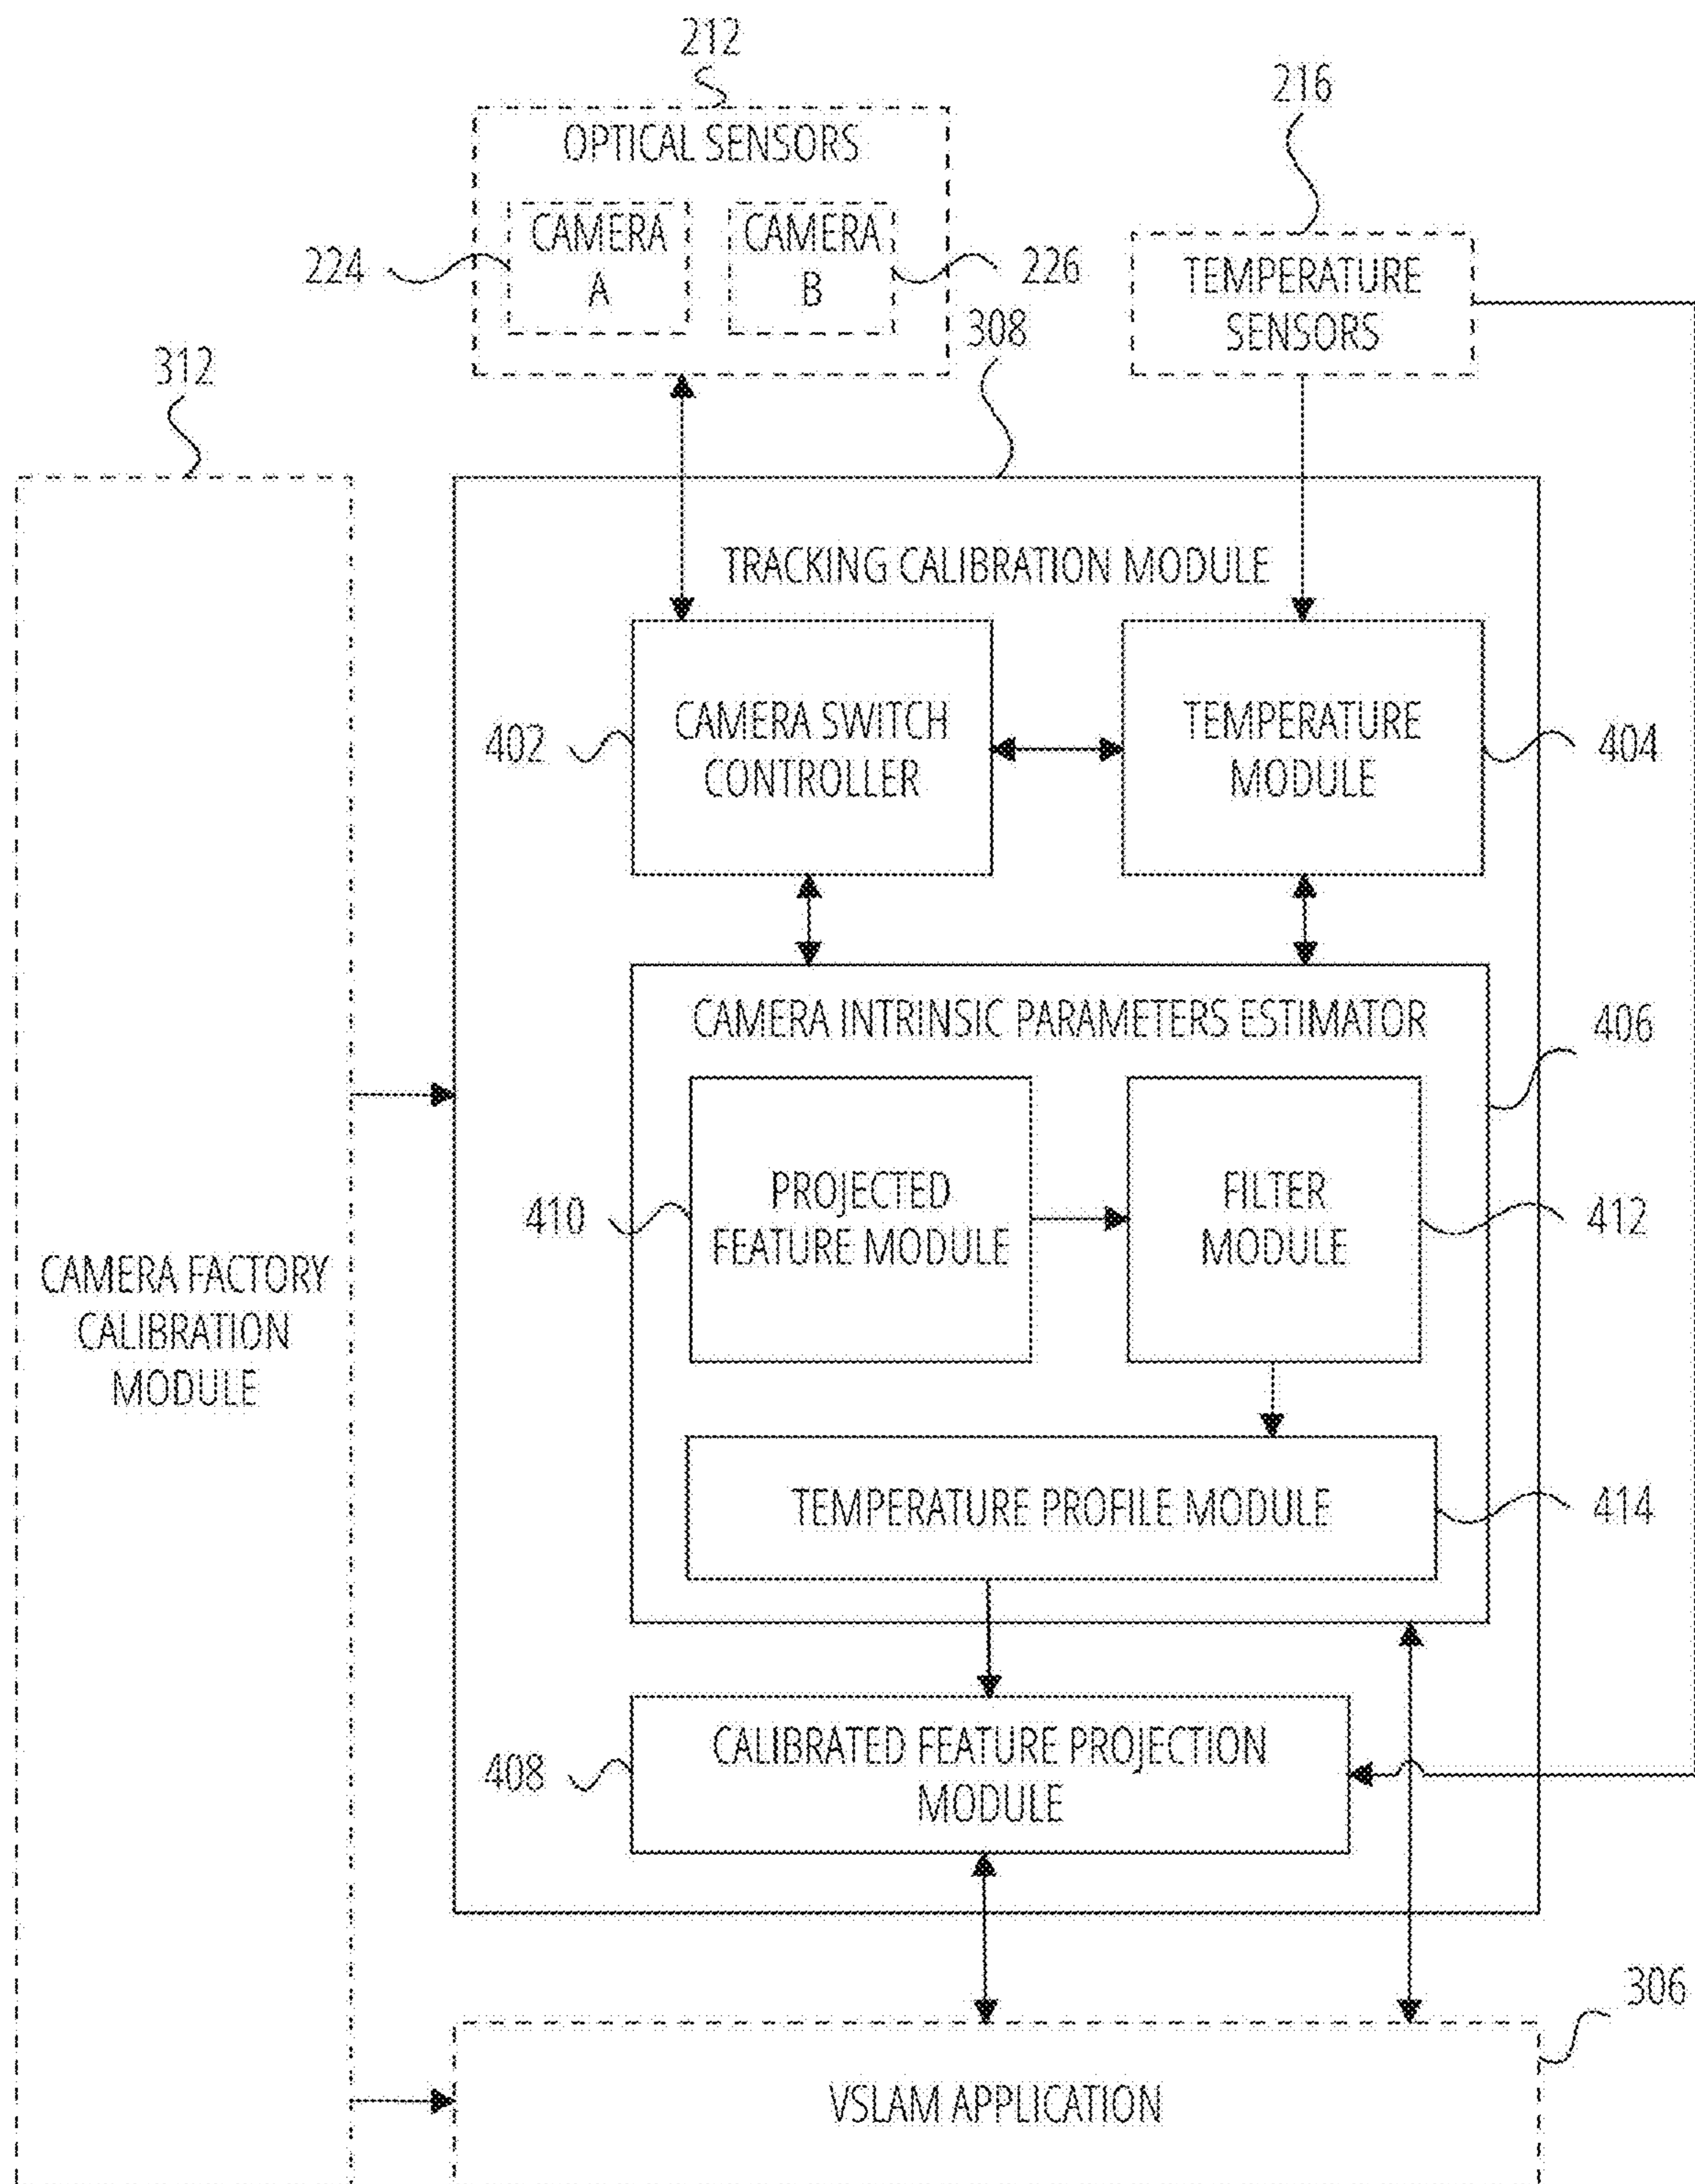 212
216
OPTICAL SENSORS
CAMERA
A
CAMERA
B
224
226
TEMPERATURE
SENSORS
308
312
TRACKING CALIBRATION MODULE
402
CAMERA SWITCH
CONTROLLER
TEMPERATURE
MODULE
404
CAMERA INTRINSIC PARAMETERS ESTIMATOR
406
410
PROJECTED
FEATURE MODULE
FILTER
MODULE
412
CAMERA FACTORY
CALIBRATION
MODULE
TEMPERATURE PROFILE MODULE
414
408
CALIBRATED FEATURE PROJECTION
MODULE
306
VSLAM APPLICATION